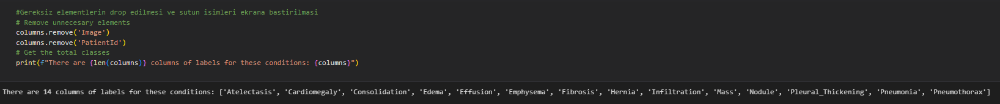 #Gereksiz elementlerin drop edilmesi ve sutun isimleri ekrana bastirilmasi
# Remove unnecesary elements
columns.remove('Image')
columns.remove('PatientId')
# Get the total classes
print(f"There are {len(columns)} columns of labels for these conditions: {columns}")
There are 14 columns of labels for these conditions: ['Atelectasis', 'Cardiomegaly', 'Consolidation', 'Edema', 'Effusion', 'Emphysema', 'Fibrosis', 'Hernia', 'Infiltration', 'Mass', 'Nodule', 'Pleural_Thickening', 'Pneumonia', 'Pneumothorax']